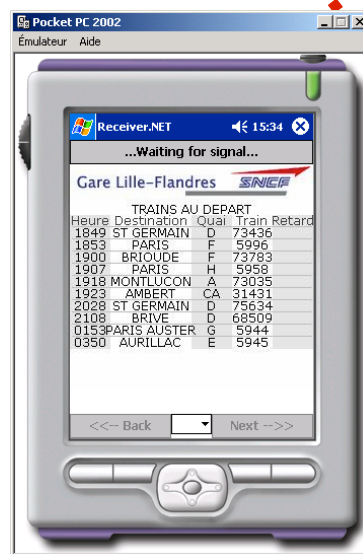 Pocket PC 2002
Émulateur Aide
Receiver.NET 15:34
...Waiting for signal...
Gare Lille-Flandres SNCF
TRAINS AU DEPART
Heure Destination Quai Train Retard
1849 ST GERMAIN D 73436
1853 PARIS F 5996
1900 BRIOUDE F 73783
1907 PARIS H 5958
1918 MONTLUCON A 73035
1923 AMBERT CA 31431
2028 ST GERMAIN D 75634
2108 BRIVE D 68509
0153 PARIS AUSTER G 5944
0350 AURILLAC E 5945
<<-- Back Next -->>